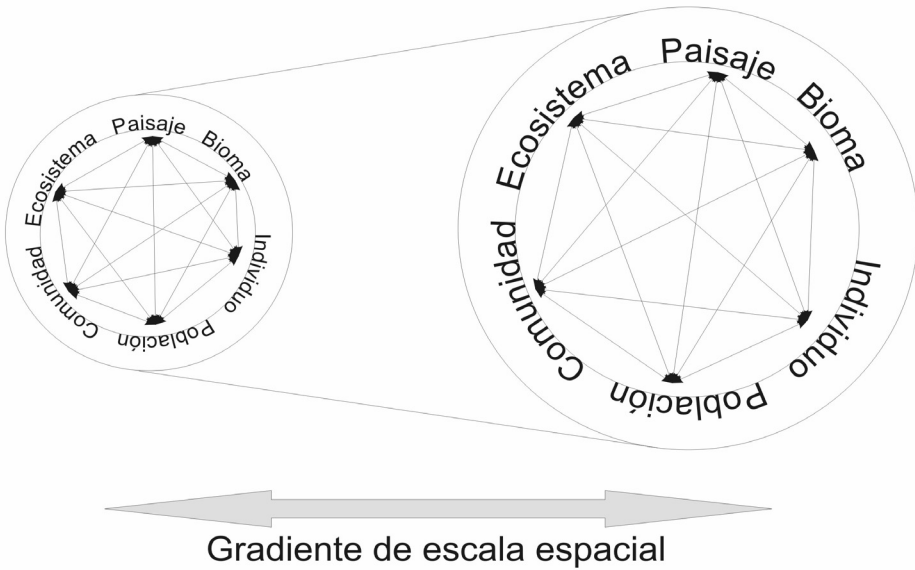 Ecosistema
Paisaje
Bioma
Individuo
Población
Comunidad
Ecosistema
Paisaje
Bioma
Individuo
Población
Comunidad
Gradiente de escala espacial